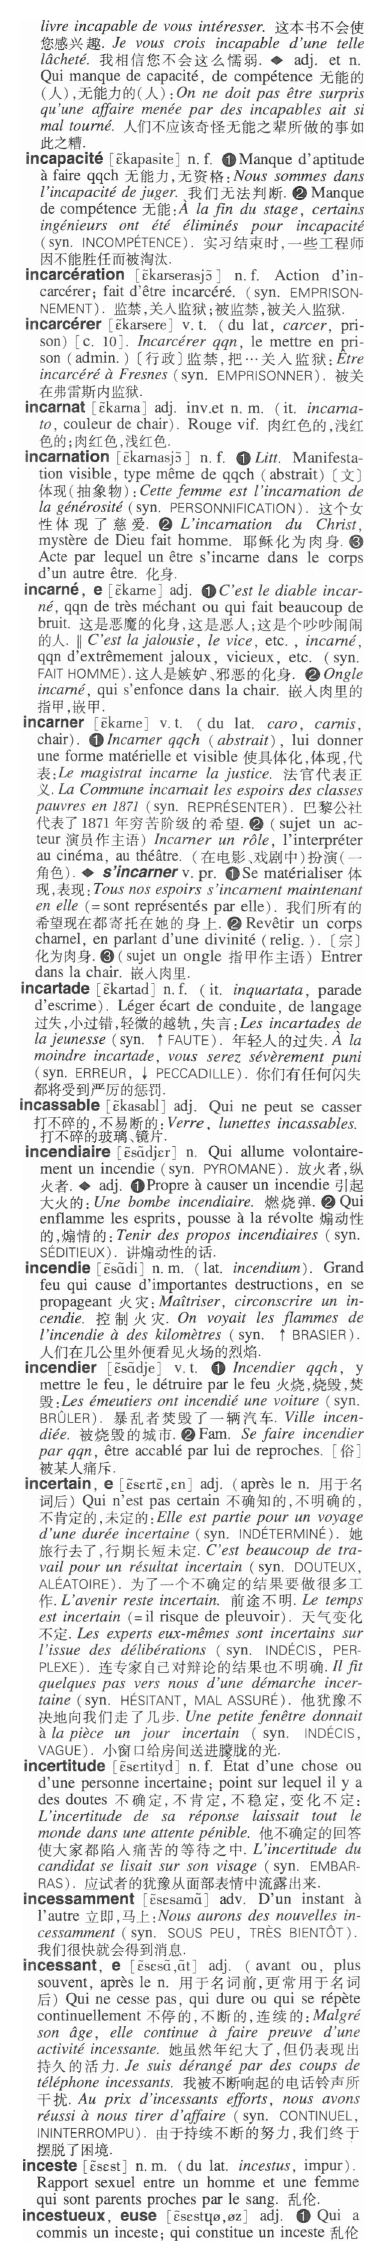 livre incapable de vous intéresser. 这本书不会使
您感兴趣. Je vous crois incapable d'une telle
lâcheté. 我相信您不会这么懦弱. ◆ adj. et n.
Qui manque de capacité, de compétence 无能的
(人),无能力的(人):On ne doit pas être surpris
qu'une affaire menée par des incapables ait si
mal tourné. 人们不应该奇怪无能之辈所做的事如
此之糟.
incapacité [ɛ̃kapasite] n. f. ❶Manque d'aptitude
à faire qqch 无能力,无资格:Nous sommes dans
l'incapacité de juger. 我们无法判断. ❷Manque
de compétence 无能:À la fin du stage, certains
ingénieurs ont été éliminés pour incapacité
(syn. INCOMPÉTENCE). 实习结束时,一些工程师
因不能胜任而被淘汰.
incarcération [ɛ̃karserasjɔ̃] n. f. Action d'in-
carcérer; fait d'être incarcéré. (syn. EMPRISON-
NEMENT). 监禁,关入监狱;被监禁,被关入监狱.
incarcérer [ɛ̃karsere] v. t. (du lat, carcer, pri-
son) [c. 10]. Incarcérer qqn, le mettre en pri-
son (admin.) 〔行政〕监禁,把…关入监狱:Être
incarcéré à Fresnes (syn. EMPRISONNER). 被关
在弗雷斯内监狱.
incarnat [ɛ̃karna] adj. inv.et n. m. (it. incarna-
to, couleur de chair). Rouge vif. 肉红色的,浅红
色的;肉红色,浅红色.
incarnation [ɛ̃karnasjɔ̃] n. f. ❶Litt. Manifesta-
tion visible, type même de qqch (abstrait)〔文〕
体现(抽象物):Cette femme est l'incarnation de
la générosité (syn. PERSONNIFICATION). 这个女
性体现了慈爱. ❷ L'incarnation du Christ,
mystère de Dieu fait homme. 耶稣化为肉身. ❸
Acte par lequel un être s'incarne dans le corps
d'un autre être. 化身.
incarné, e [ɛ̃karne] adj. ❶C'est le diable incar-
né, qqn de très méchant ou qui fait beaucoup de
bruit. 这是恶魔的化身,这是恶人;这是个吵吵闹闹
的人. ‖ C'est la jalousie, le vice, etc. , incarné,
qqn d'extrêmement jaloux, vicieux, etc. (syn.
FAIT HOMME). 这人是嫉妒、邪恶的化身. ❷Ongle
incarné, qui s'enfonce dans la chair. 嵌入肉里的
指甲,嵌甲.
incarner [ɛ̃karne] v. t. (du lat. caro, carnis,
chair). ❶Incarner qqch (abstrait), lui donner
une forme matérielle et visible 使具体化,体现,代
表:Le magistrat incarne la justice. 法官代表正
义. La Commune incarnait les espoirs des classes
pauvres en 1871 (syn. REPRÉSENTER). 巴黎公社
代表了1871年穷苦阶级的希望. ❷ (sujet un ac-
teur 演员作主语) Incarner un rôle, l'interpréter
au cinéma, au théâtre. (在电影、戏剧中)扮演(一
角色). ◆ s'incarner v. pr. ❶Se matérialiser 体
现,表现:Tous nos espoirs s'incarnent maintenant
en elle (=sont représentés par elle). 我们所有的
希望现在都寄托在她的身上. ❷Revêtir un corps
charnel, en parlant d'une divinité (relig.). 〔宗〕
化为肉身. ❸(sujet un ongle 指甲作主语) Entrer
dans la chair. 嵌入肉里.
incartade [ɛ̃kartad] n. f. (it. inquartata, parade
d'escrime). Léger écart de conduite, de langage
过失,小过错,轻微的越轨,失言:Les incartades de
la jeunesse (syn. ↑FAUTE). 年轻人的过失. À la
moindre incartade, vous serez sévèrement puni
(syn. ERREUR, ↓ PECCADILLE). 你们有任何闪失
都将受到严厉的惩罚.
incassable [ɛ̃kasabl] adj. Qui ne peut se casser
打不碎的,不易断的:Verre, lunettes incassables.
打不碎的玻璃、镜片.
incendiaire [ɛ̃sɑ̃djɛr] n. Qui allume volontaire-
ment un incendie (syn. PYROMANE). 放火者,纵
火者. ◆ adj. ❶Propre à causer un incendie 引起
大火的:Une bombe incendiaire. 燃烧弹. ❷Qui
enflamme les esprits, pousse à la révolte 煽动性
的,煽情的:Tenir des propos incendiaires (syn.
SÉDITIEUX). 讲煽动性的话.
incendie [ɛ̃sɑ̃di] n. m. (lat. incendium). Grand
feu qui cause d'importantes destructions, en se
propageant 火灾:Maîtriser, circonscrire un in-
cendie. 控制火灾. On voyait les flammes de
l'incendie à des kilomètres (syn. ↑BRASIER).
人们在几公里外便看见火场的烈焰.
incendier [ɛ̃sɑ̃dje] v. t. ❶ Incendier qqch, y
mettre le feu, le détruire par le feu 火烧,烧毁,焚
毁:Les émeutiers ont incendié une voiture (syn.
BRÛLER). 暴乱者焚毁了一辆汽车. Ville incen-
diée. 被烧毁的城市. ❷Fam. Se faire incendier
par qqn, être accablé par lui de reproches. [俗]
被某人痛斥.
incertain, e [ɛ̃sɛrtɛ̃,ɛn] adj. (après le n. 用于名
词后) Qui n'est pas certain 不确知的,不明确的,
不肯定的,未定的:Elle est partie pour un voyage
d'une durée incertaine (syn. INDÉTERMINÉ). 她
旅行去了,行期长短未定. C'est beaucoup de tra-
vail pour un résultat incertain (syn. DOUTEUX,
ALÉATOIRE). 为了一个不确定的结果要做很多工
作. L'avenir reste incertain. 前途不明. Le temps
est incertain (=il risque de pleuvoir). 天气变化
不定. Les experts eux-mêmes sont incertains sur
l'issue des délibérations (syn. INDÉCIS, PER-
PLEXE). 连专家自己对辩论的结果也不明确. Il fit
quelques pas vers nous d'une démarche incer-
taine (syn. HÉSITANT, MAL ASSURÉ). 他犹豫不
决地向我们走了几步. Une petite fenêtre donnait
à la pièce un jour incertain (syn. INDÉCIS,
VAGUE). 小窗口给房间送进朦胧的光.
incertitude [ɛ̃sɛrtityd] n. f. État d'une chose ou
d'une personne incertaine; point sur lequel il y a
des doutes 不确定,不肯定,不稳定,变化不定:
L'incertitude de sa réponse laissait tout le
monde dans une attente pénible. 他不确定的回答
使大家都陷入痛苦的等待之中. L'incertitude du
candidat se lisait sur son visage (syn. EMBAR-
RAS). 应试者的犹豫从面部表情中流露出来.
incessamment [ɛ̃sɛsamɑ̃] adv. D'un instant à
l'autre 立即,马上:Nous aurons des nouvelles in-
cessamment (syn. SOUS PEU, TRÈS BIENTÔT).
我们很快就会得到消息.
incessant, e [ɛ̃sɛsɑ̃,ɑ̃t] adj. (avant ou, plus
souvent, après le n. 用于名词前,更常用于名词
后) Qui ne cesse pas, qui dure ou qui se répète
continuellement 不停的,不断的,连续的:Malgré
son âge, elle continue à faire preuve d'une
activité incessante. 她虽然年纪大了,但仍表现出
持久的活力. Je suis dérangé par des coups de
téléphone incessants. 我被不断响起的电话铃声所
干扰. Au prix d'incessants efforts, nous avons
réussi à nous tirer d'affaire (syn. CONTINUEL,
ININTERROMPU). 由于持续不断的努力,我们终于
摆脱了困境.
inceste [ɛ̃sɛst] n. m. (du lat. incestus, impur).
Rapport sexuel entre un homme et une femme
qui sont parents proches par le sang. 乱伦.
incestueux, euse [ɛ̃sɛstɥø,øz] adj. ❶ Qui a
commis un inceste; qui constitue un inceste 乱伦